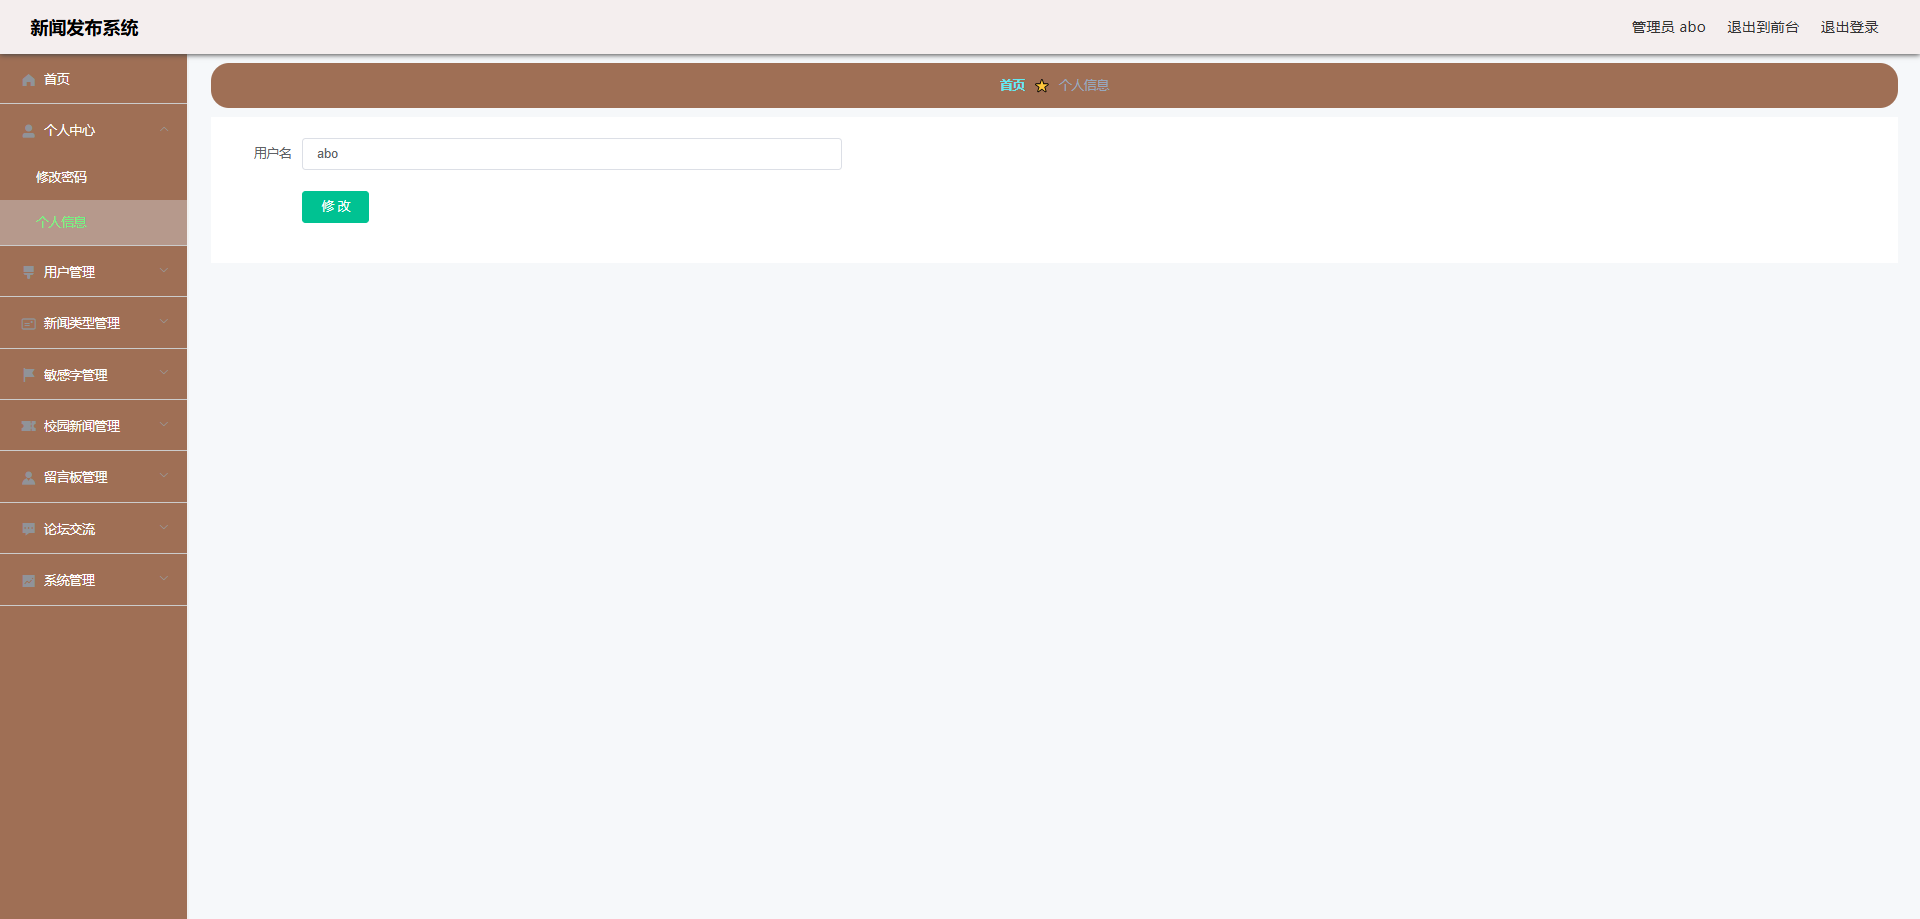 新闻发布系统
管理员 abo
退出到前台
退出登录
首页
个人中心
修改密码
个人信息
用户管理
新闻类型管理
敏感字管理
校园新闻管理
留言板管理
论坛交流
系统管理
首页 个人信息
用户名 abo
修 改